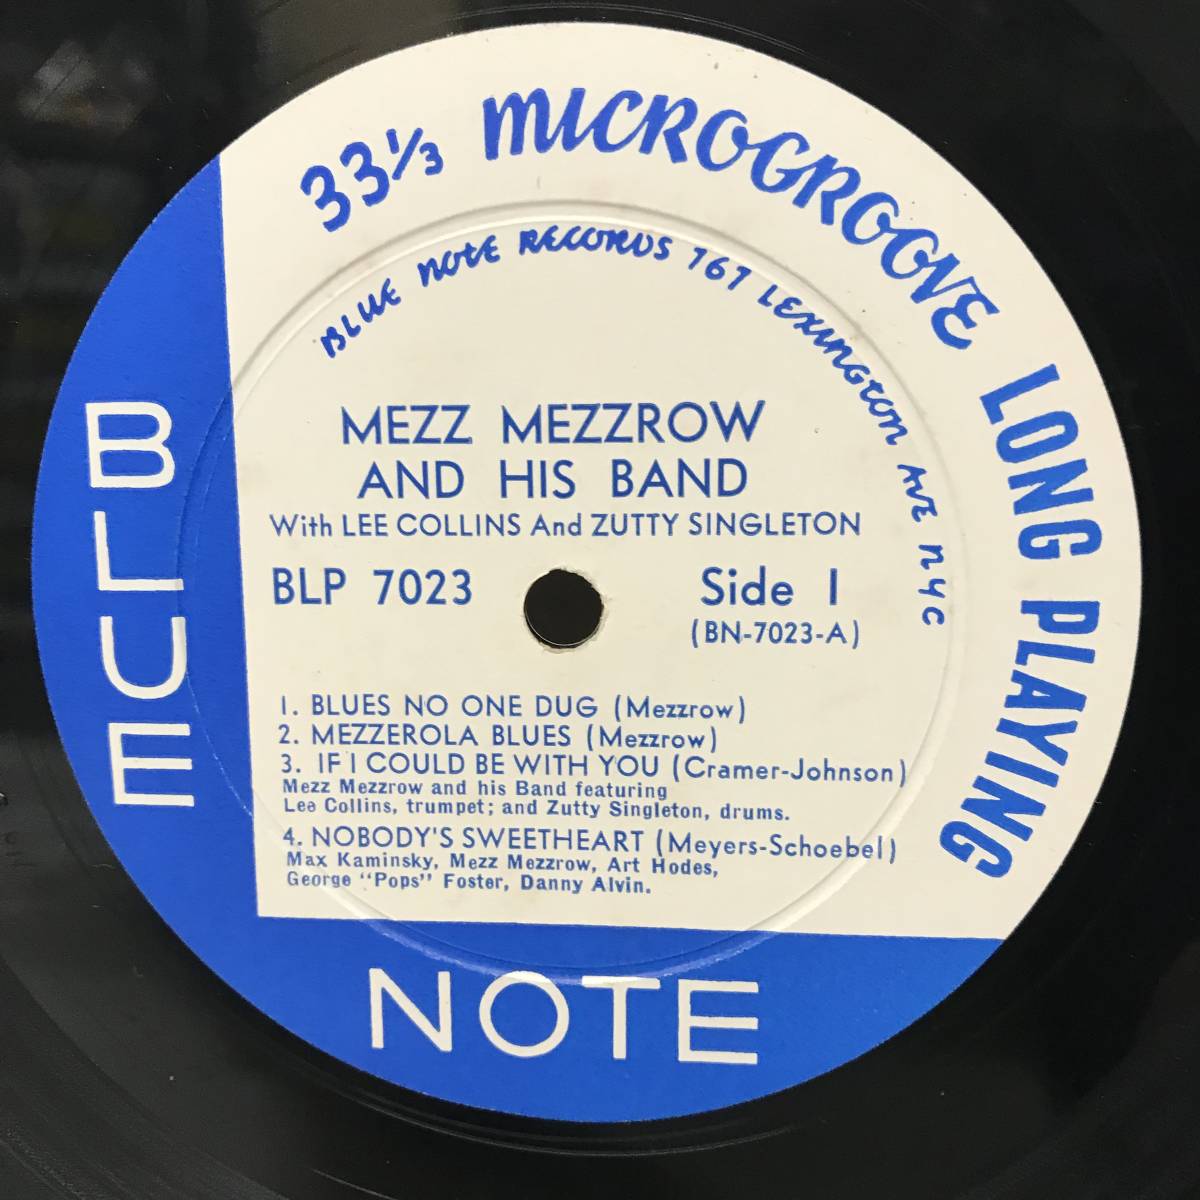 33⅓ MICROGROOVE LONG PLAYING
BLUE NOTE RECORDS 767 LEXINGTON AVE NYC
MEZZ MEZZROW
AND HIS BAND
With LEE COLLINS And ZUTTY SINGLETON
BLP 7023
Side 1
(BN-7023-A)
1. BLUES NO ONE DUG (Mezzrow)
2. MEZZEROLA BLUES (Mezzrow)
3. IF I COULD BE WITH YOU (Cramer-Johnson)
Mezz Mezzrow and his Band featuring
Lee Collins, trumpet; and Zutty Singleton, drums.
4. NOBODY'S SWEETHEART (Meyers-Schoebel)
Max Kaminsky, Mezz Mezzrow, Art Hodes,
George "Pops" Foster, Danny Alvin.
BLUE
NOTE